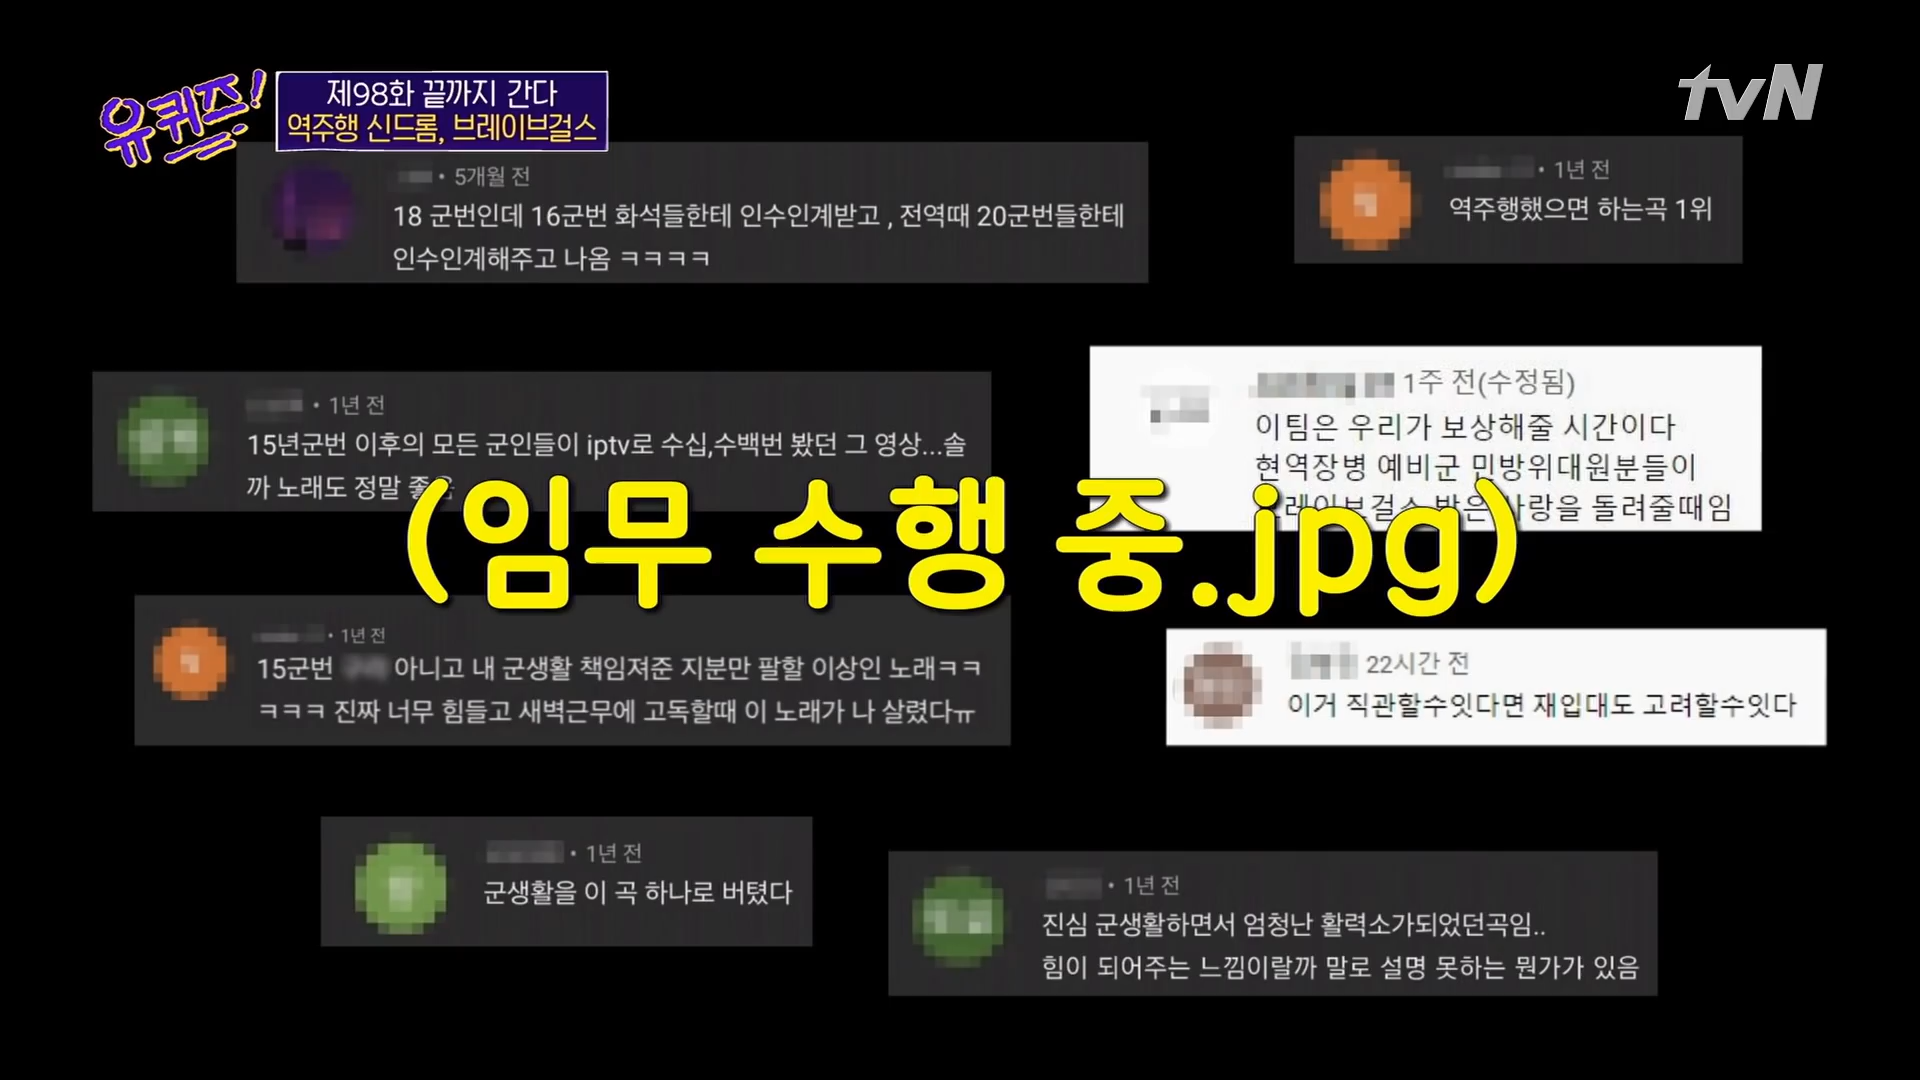 유퀴즈!
제98화 끝까지 간다
역주행 신드롬, 브레이브걸스
tvN
• 5개월 전
18 군번인데 16군번 화석들한테 인수인계받고 , 전역때 20군번들한테
인수인계해주고 나옴 ㅋㅋㅋㅋ
• 1년 전
역주행했으면 하는곡 1위
• 1년 전
15년군번 이후의 모든 군인들이 iptv로 수십,수백번 봤던 그 영상...솔
까 노래도 정말 좋음
1주 전(수정됨)
이팀은 우리가 보상해줄 시간이다
현역장병 예비군 민방위대원분들이
브레이브걸스 받은 사랑을 돌려줄때임
(임무 수행 중.jpg)
• 1년 전
15군번 아니고 내 군생활 책임져준 지분만 팔할 이상인 노래ㅋㅋ
ㅋㅋㅋ 진짜 너무 힘들고 새벽근무에 고독할때 이 노래가 나 살렸다ㅠ
22시간 전
이거 직관할수잇다면 재입대도 고려할수잇다
• 1년 전
군생활을 이 곡 하나로 버텼다
• 1년 전
진심 군생활하면서 엄청난 활력소가되었던곡임..
힘이 되어주는 느낌이랄까 말로 설명 못하는 뭔가가 있음